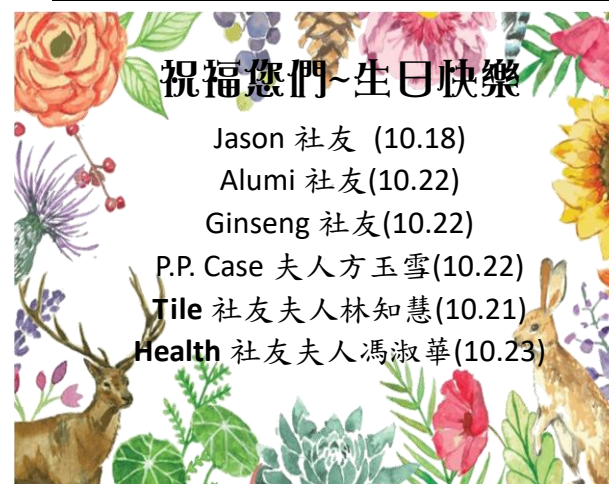 祝福您們~生日快樂
Jason 社友 (10.18)
Alumi 社友(10.22)
Ginseng 社友(10.22)
P.P. Case 夫人方玉雪(10.22)
Tile 社友夫人林知慧(10.21)
Health 社友夫人馮淑華(10.23)